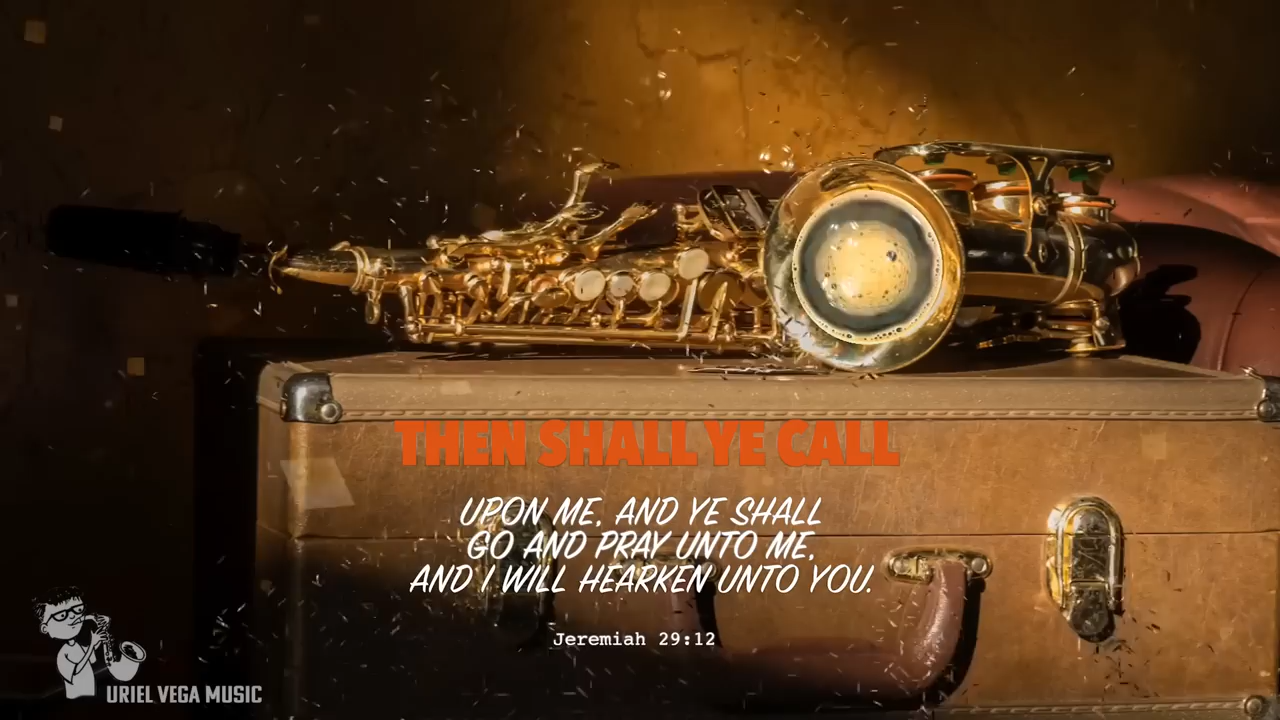 THEN SHALL YE CALL
UPON ME, AND YE SHALL
GO AND PRAY UNTO ME,
AND I WILL HEARKEN UNTO YOU.
Jeremiah 29:12
URIEL VEGA MUSIC